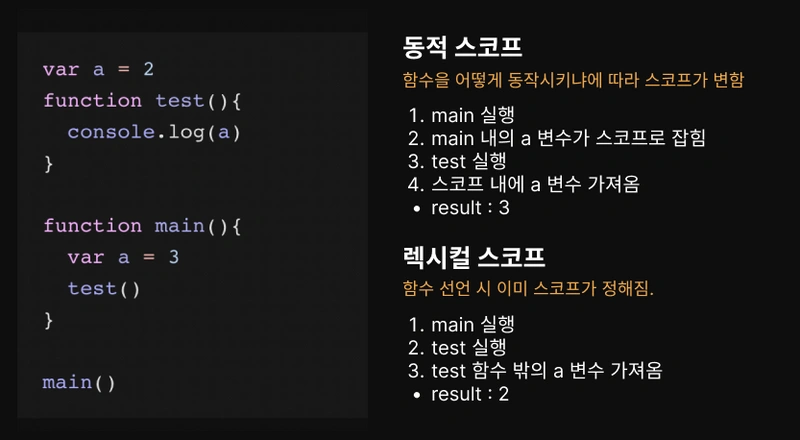 var a = 2
function test(){
  console.log(a)
}

function main(){
  var a = 3
  test()
}

main()

동적 스코프
함수을 어떻게 동작시키냐에 따라 스코프가 변함
1. main 실행
2. main 내의 a 변수가 스코프로 잡힘
3. test 실행
4. 스코프 내에 a 변수 가져옴
• result : 3

렉시컬 스코프
함수 선언 시 이미 스코프가 정해짐.
1. main 실행
2. test 실행
3. test 함수 밖의 a 변수 가져옴
• result : 2